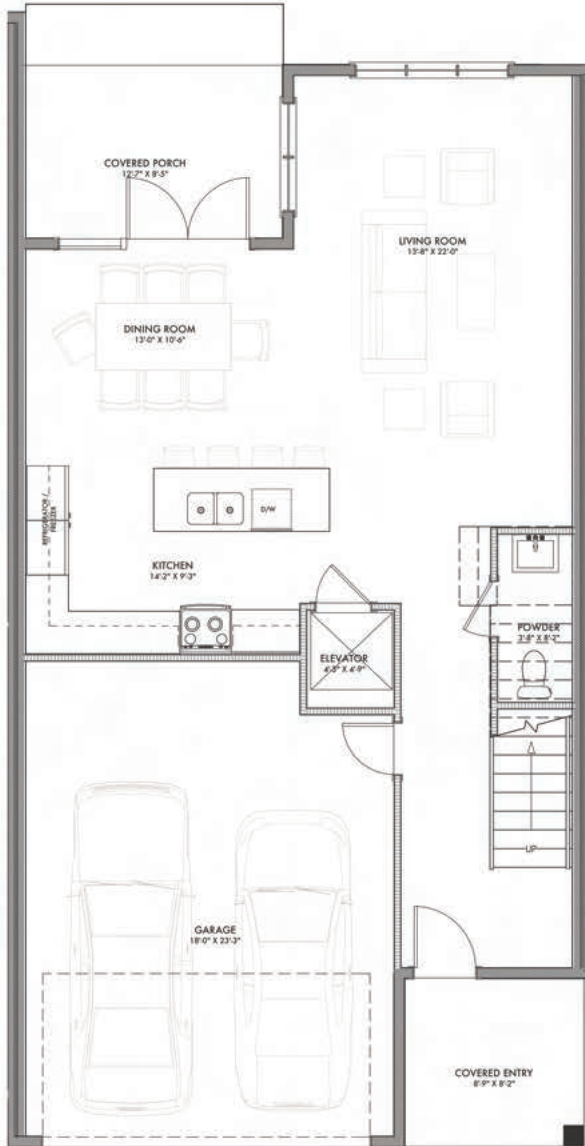 COVERED PORCH
12'-7" X 8'-5"
LIVING ROOM
13'-8" X 22'-0"
DINING ROOM
13'-0" X 10'-6"
REFRIGERATOR /
FREEZER
D/W
KITCHEN
14'-2" X 9'-3"
POWDER
3'-8" X 8'-2"
ELEVATOR
4'-5" X 4'-9"
UP
GARAGE
18'-0" X 23'-3"
COVERED ENTRY
8'-9" X 8'-2"